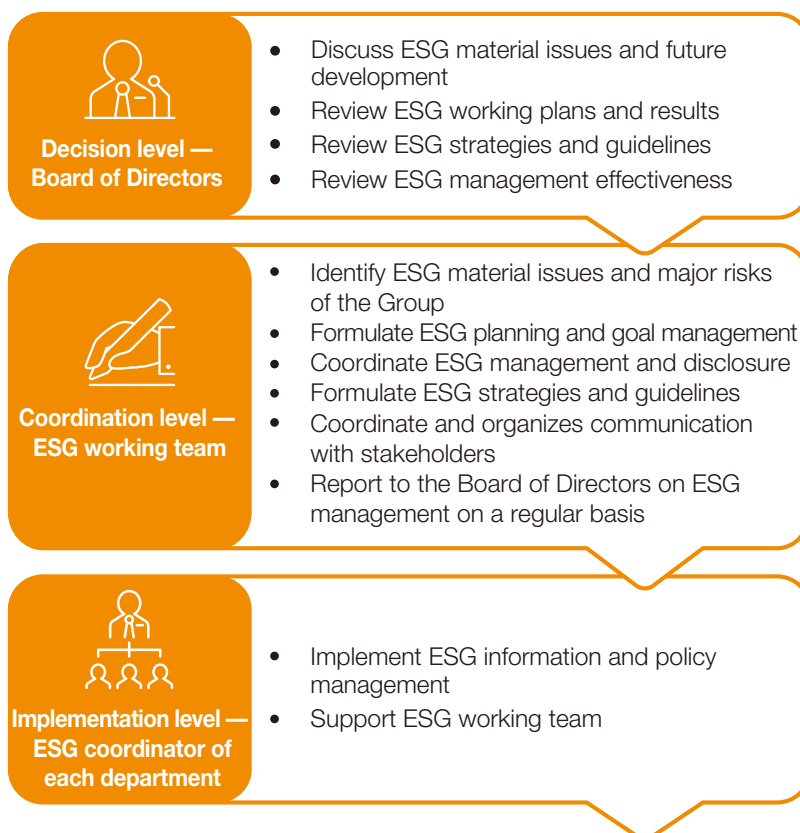 Decision level —
Board of Directors
• Discuss ESG material issues and future
development
• Review ESG working plans and results
• Review ESG strategies and guidelines
• Review ESG management effectiveness
Coordination level —
ESG working team
• Identify ESG material issues and major risks
of the Group
• Formulate ESG planning and goal management
• Coordinate ESG management and disclosure
• Formulate ESG strategies and guidelines
• Coordinate and organizes communication
with stakeholders
• Report to the Board of Directors on ESG
management on a regular basis
Implementation level —
ESG coordinator of
each department
• Implement ESG information and policy
management
• Support ESG working team